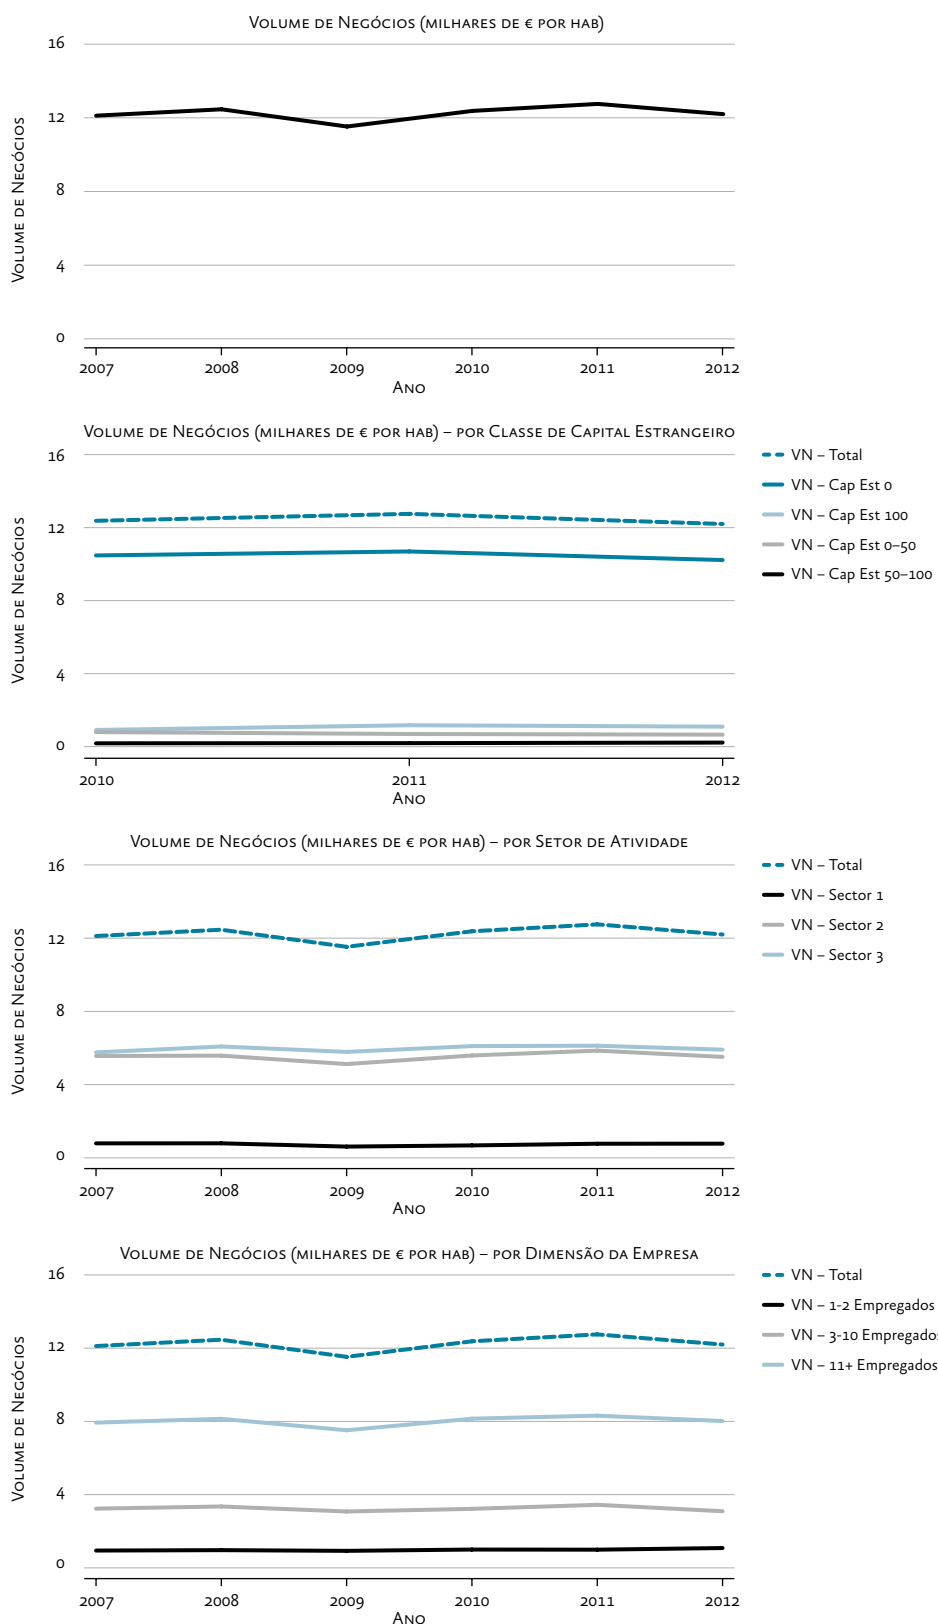 Volume de Negócios (milhares de € por hab)
Volume de Negócios
16
12
8
4
0
2007 2008 2009 2010 2011 2012
Ano
Volume de Negócios (milhares de € por hab) – por Classe de Capital Estrangeiro
Volume de Negócios
16
12
8
4
0
2010 2011 2012
Ano
VN – Total
VN – Cap Est 0
VN – Cap Est 100
VN – Cap Est 0–50
VN – Cap Est 50–100
Volume de Negócios (milhares de € por hab) – por Setor de Atividade
Volume de Negócios
16
12
8
4
0
2007 2008 2009 2010 2011 2012
Ano
VN – Total
VN – Sector 1
VN – Sector 2
VN – Sector 3
Volume de Negócios (milhares de € por hab) – por Dimensão da Empresa
Volume de Negócios
16
12
8
4
0
2007 2008 2009 2010 2011 2012
Ano
VN – Total
VN – 1-2 Empregados
VN – 3-10 Empregados
VN – 11+ Empregados